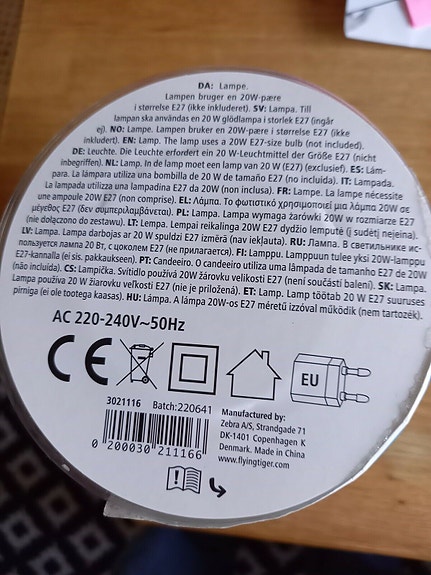 DA: Lampe.
Lampen bruger en 20W-pære
i størrelse E27 (ikke inkluderet). SV: Lampa. Till
lampan ska användas en 20 W glödlampa i storlek E27 (ingår
ej). NO: Lampe. Lampen bruker en 20W-pære i størrelse E27 (ikke
inkludert). EN: Lamp. The lamp uses a 20W E27-size bulb (not included).
DE: Leuchte. Die Leuchte erfordert ein 20 W-Leuchtmittel der Größe E27 (nicht
inbegriffen). NL: Lamp. In de lamp moet een lamp van 20 W (E27) (exclusief). ES: Lám-
para. La lámpara utiliza una bombilla de 20 W de tamaño E27 (no incluida). IT: Lampada.
La lampada utilizza una lampadina E27 da 20W (non inclusa). FR: Lampe. La lampe nécessite
une ampoule 20W E27 (non comprise). EL: Λάμπα. Το φωτιστικό χρησιμοποιεί μια λάμπα 20W σε
μέγεθος E27 (δεν συμπεριλαμβάνεται). PL: Lampa. Lampa wymaga żarówki 20W w rozmiarze E27
(nie dołączono do zestawu). LT: Lempa. Lempai reikalinga 20W E27 dydžio lemputė (į sudėtį neįeina).
LV: Lampa. Lampa darbojas ar 20 W spuldzi E27 izmērā (nav iekļauta). RU: Лампа. В светильнике ис-
пользуется лампа 20 Вт, с цоколем E27 (не прилагается). FI: Lamppu. Lamppuun tulee yksi 20W-lamppu
E27-kannalla (ei sis. pakkaukseen). PT: Candeeiro. O candeeiro utiliza uma lâmpada de tamanho E27 de 20W
(não incluída). CS: Lampička. Svítidlo používá 20W žárovku velikosti E27 (není součástí balení). SK: Lampa.
Lampa používa 20 W žiarovku veľkosti E27 (nie je priložená). ET: Lamp. Lamp töötab 20 W E27 suuruses
pirniga (ei ole tootega kaasas). HU: Lámpa. A lámpa 20W-os E27 méretű izzóval működik (nem tartozék).
AC 220-240V~50Hz
CE
EU
3021116 Batch:220641
0 200030 211166
Manufactured by:
Zebra A/S, Strandgade 71
DK-1401 Copenhagen K
Denmark. Made in China
www.flyingtiger.com